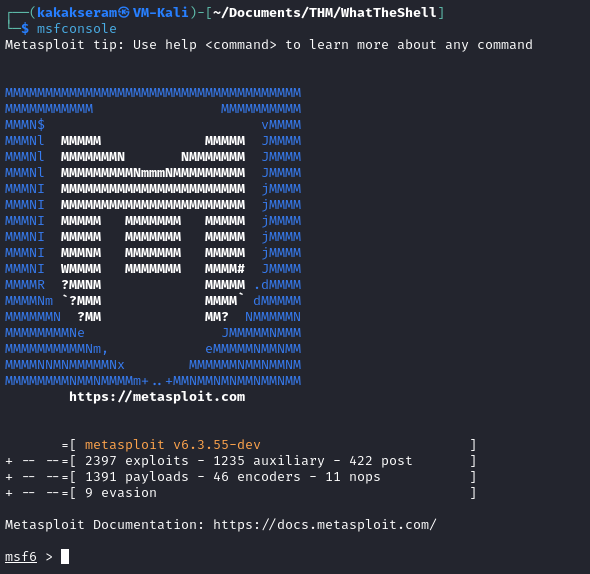 ┌──(kakakseram㉿VM-Kali)-[~/Documents/THM/WhatTheShell]
└─$ msfconsole
Metasploit tip: Use help <command> to learn more about any command
MMMMMMMMMMMMMMMMMMMMMMMMMMMMMMMMMMMMM
MMMMMMMMMMM                MMMMMMMMMM
MMMN$                           vMMMM
MMMNl  MMMMM             MMMMM  JMMMM
MMMNl  MMMMMMMN       NMMMMMMM  JMMMM
MMMNl  MMMMMMMMMNmmmNMMMMMMMMM  JMMMM
MMMNI  MMMMMMMMMMMMMMMMMMMMMMM  jMMMM
MMMNI  MMMMMMMMMMMMMMMMMMMMMMM  jMMMM
MMMNI  MMMMM   MMMMMMM   MMMMM  jMMMM
MMMNI  MMMMM   MMMMMMM   MMMMM  jMMMM
MMMNI  MMMNM   MMMMMMM   MMMMM  jMMMM
MMMNI  WMMMM   MMMMMMM   MMMM#  JMMMM
MMMMR  ?MMNM             MMMMM .dMMMM
MMMMNm `?MMM             MMMM` dMMMMM
MMMMMMN  ?MM             MM?  NMMMMMN
MMMMMMMMNe                 JMMMMMNMMM
MMMMMMMMMMNm,            eMMMMMNMMNMM
MMMMNNMNMMMMMNx        MMMMMMNMMNMMNM
MMMMMMMMNMMNMMMMm+..+MMNMMNMNMMNMMNMM
https://metasploit.com
=[ metasploit v6.3.55-dev ]
+ -- --=[ 2397 exploits - 1235 auxiliary - 422 post ]
+ -- --=[ 1391 payloads - 46 encoders - 11 nops ]
+ -- --=[ 9 evasion ]
Metasploit Documentation: https://docs.metasploit.com/
msf6 >